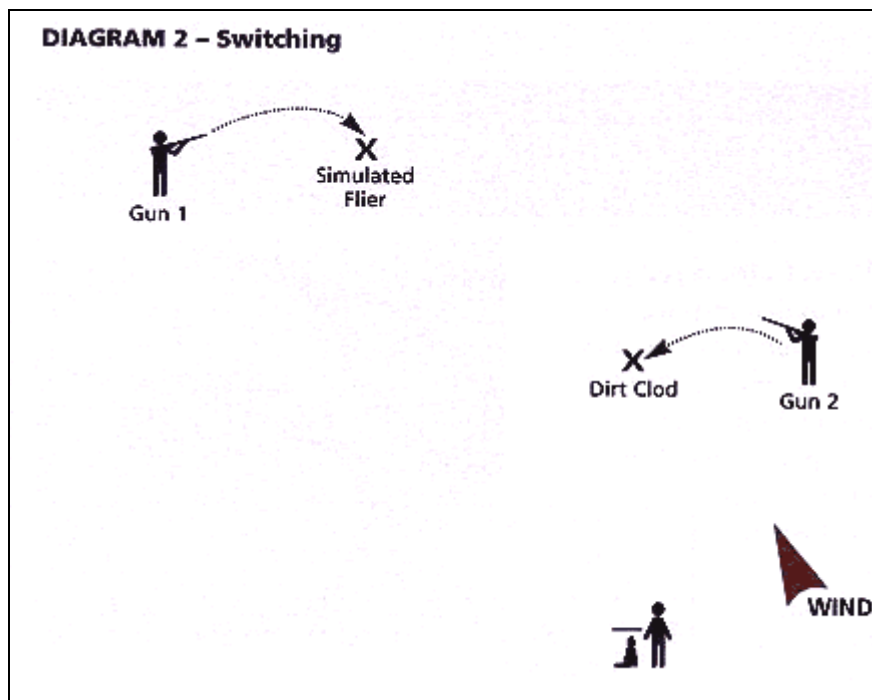 DIAGRAM 2 – Switching
Simulated
Flier
Gun 1
Dirt Clod
Gun 2
WIND